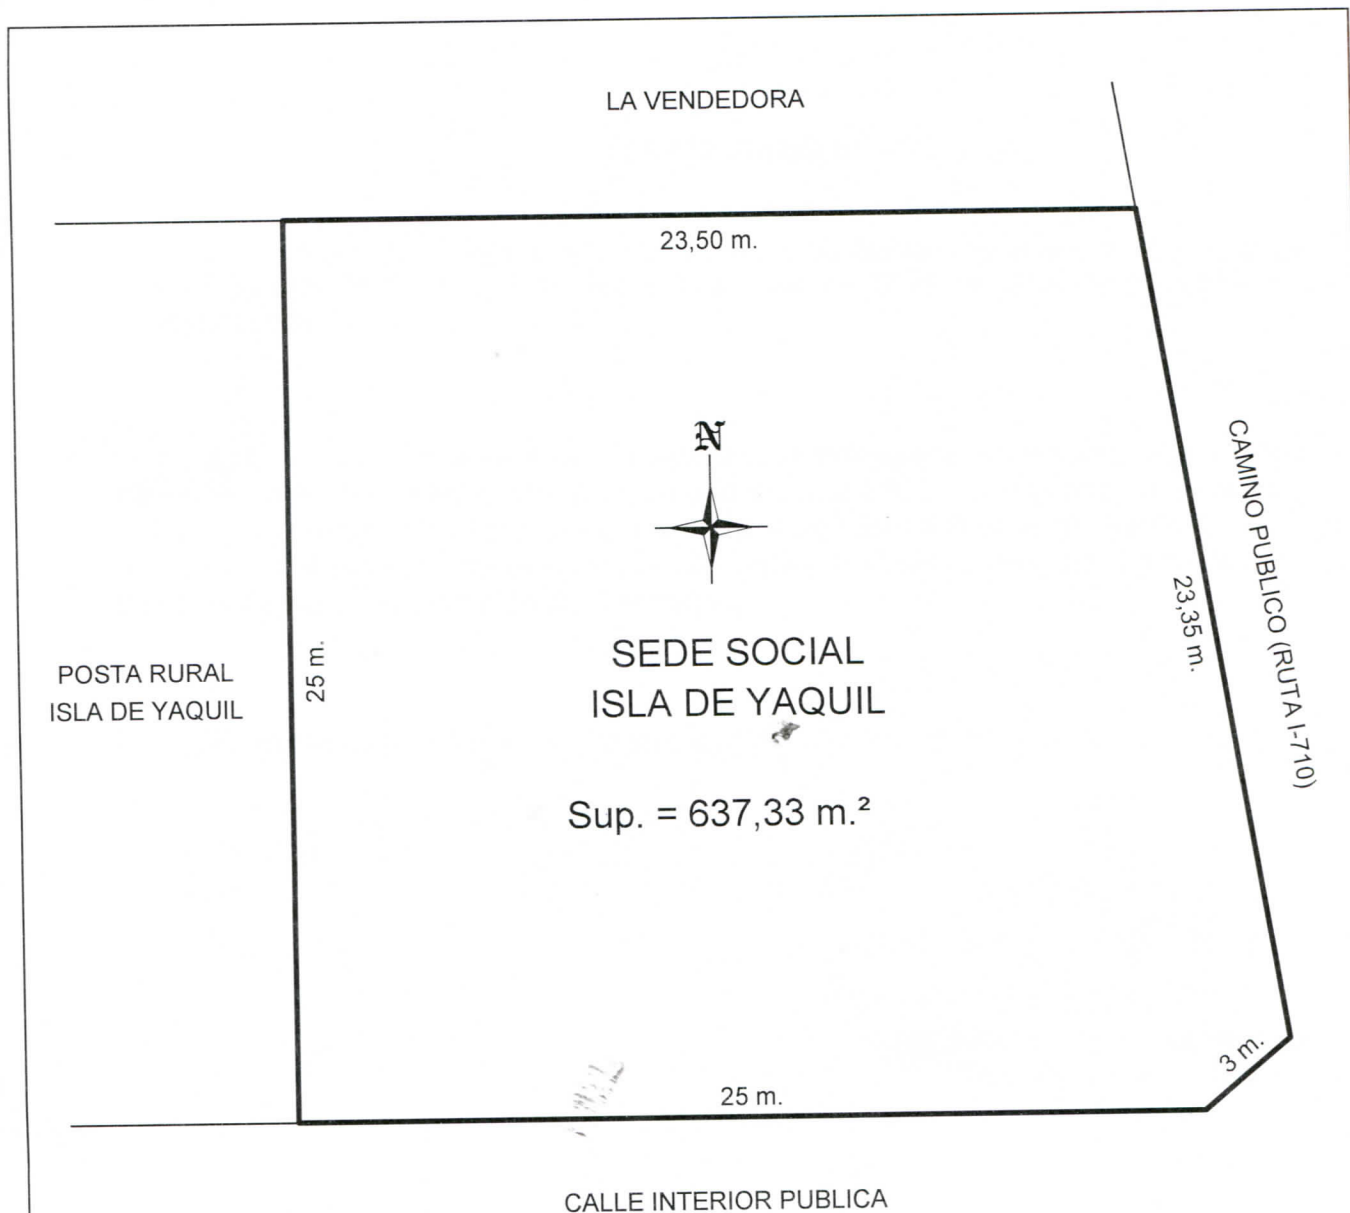 LA VENDEDORA
23,50 m.
N
CAMINO PUBLICO (RUTA I-710)
23,35 m.
25 m.
POSTA RURAL
ISLA DE YAQUIL
SEDE SOCIAL
ISLA DE YAQUIL
Sup. = 637,33 m.²
3 m.
25 m.
CALLE INTERIOR PUBLICA